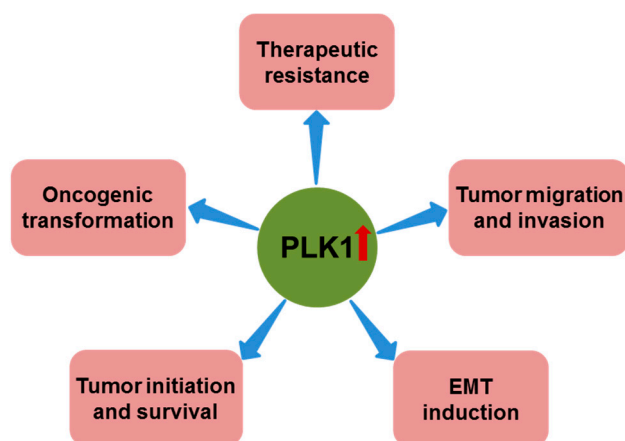 Therapeutic
resistance
Oncogenic
transformation
Tumor migration
and invasion
PLK1
Tumor initiation
and survival
EMT
induction